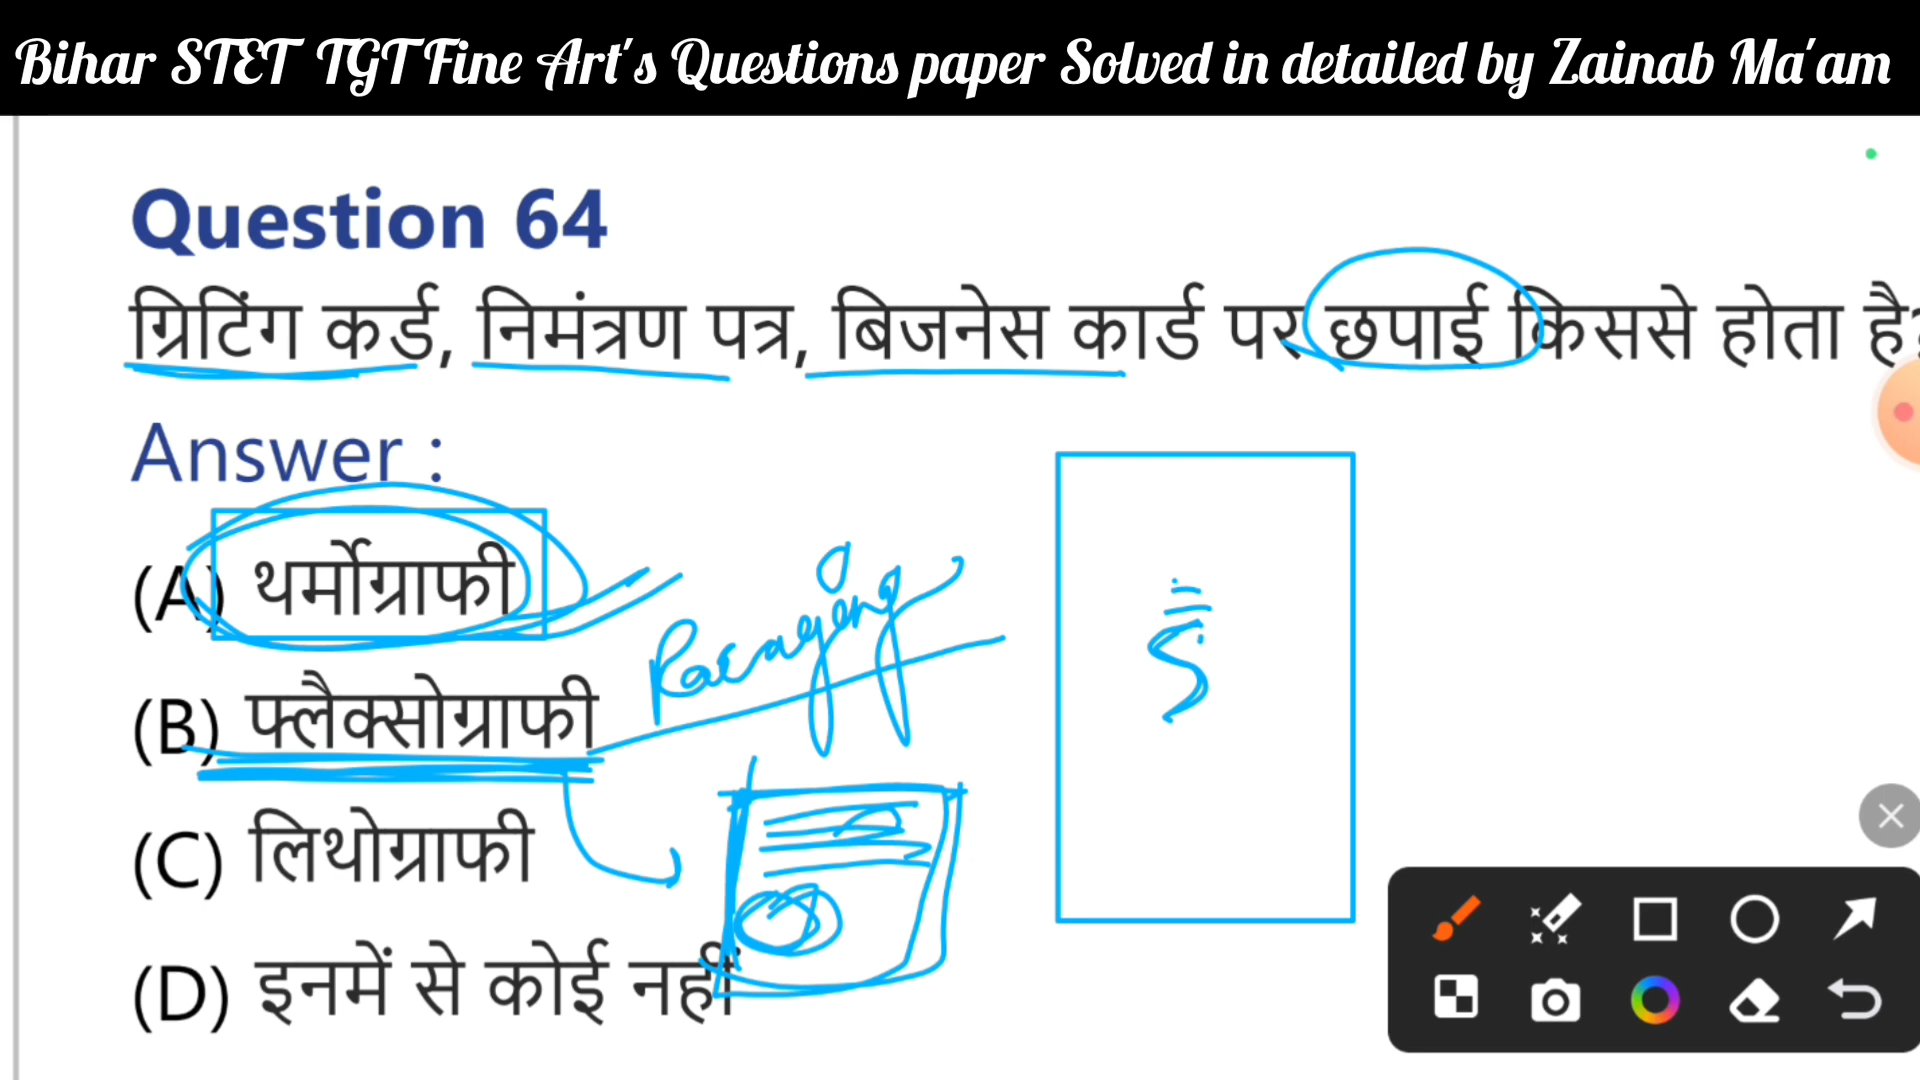 Bihar STET TGT Fine Art's Questions paper Solved in detailed by Zainab Ma'am
Question 64
ग्रिटिंग कर्ड, निमंत्रण पत्र, बिजनेस कार्ड पर छपाई किससे होता है?
Answer :
(A) थर्मोग्राफी
(B) फ्लैक्सोग्राफी
(C) लिथोग्राफी
(D) इनमें से कोई नहीं